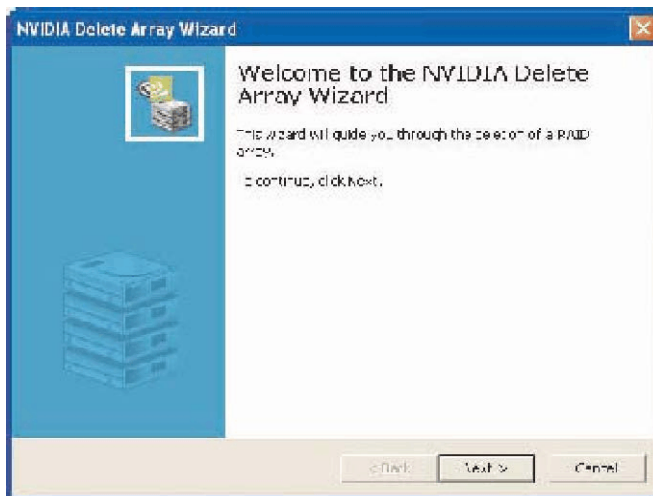 NVIDIA Delete Array Wizard
Welcome to the NVIDIA Delete
Array Wizard
This wizard will guide you through the deletion of a RAID
array.
To continue, click Next.
< Back
Next >
Cancel